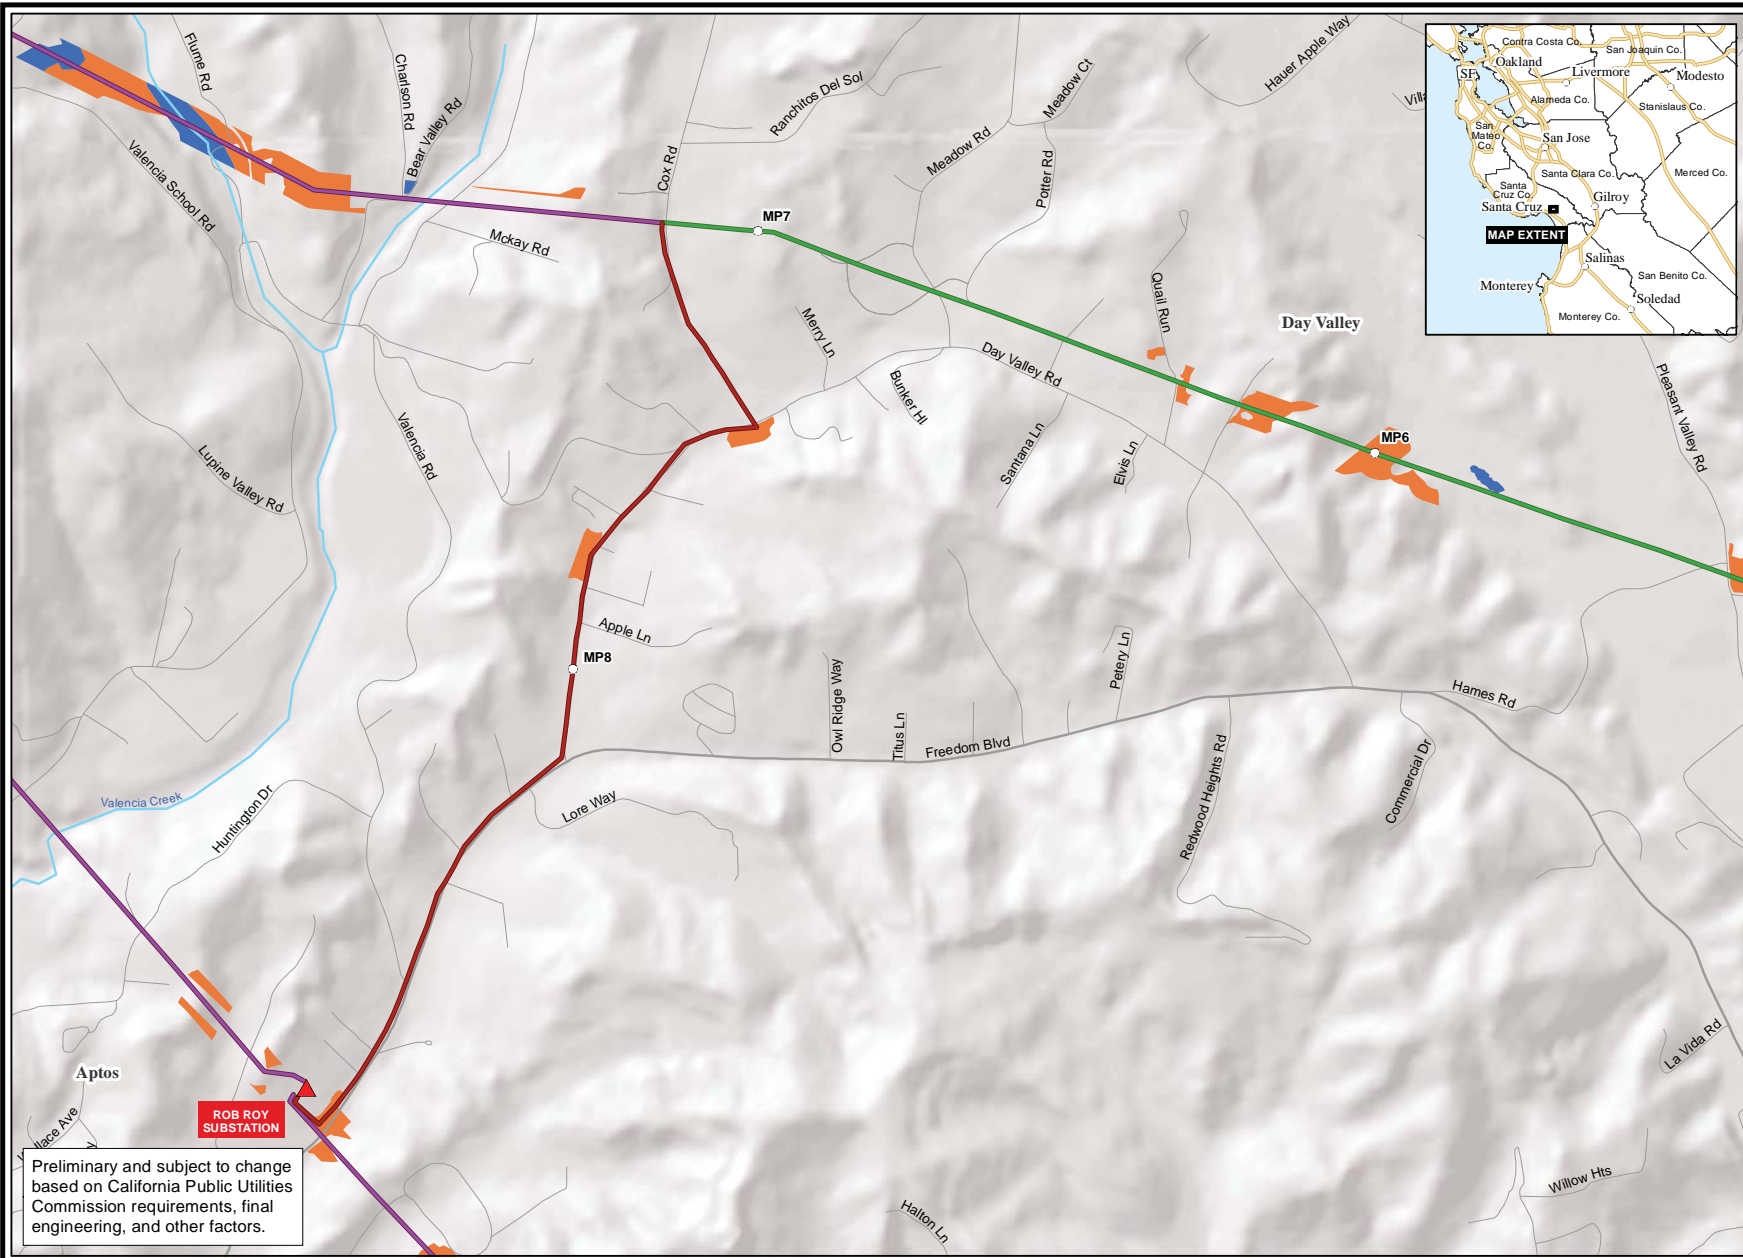 Flume Rd
Charlson Rd
Bear Valley Rd
Valencia School Rd
Ranchitos Del Sol
Cox Rd
Meadow Ct
Meadow Rd
Potter Rd
Hauer Apple Way
Contra Costa Co.
San Joaquin Co.
SF
Oakland
Livermore
Modesto
Alameda Co.
Stanislaus Co.
San
Mateo
Co.
San Jose
Santa Clara Co.
Merced Co.
Santa
Cruz Co.
Santa Cruz
Gilroy
MAP EXTENT
Salinas
San Benito Co.
Monterey
Soledad
Monterey Co.
MP7
Mckay Rd
Merry Ln
Quail Run
Day Valley
Day Valley Rd
Bunker Hl
Pleasant Valley Rd
Valencia Rd
Lupine Valley Rd
Santana Ln
Elvis Ln
MP6
Apple Ln
MP8
Owl Ridge Way
Titus Ln
Petery Ln
Freedom Blvd
Hames Rd
Redwood Heights Rd
Commercial Dr
Valencia Creek
Huntington Dr
Lore Way
La Vida Rd
Aptos
ROB ROY
SUBSTATION
Preliminary and subject to change
based on California Public Utilities
Commission requirements, final
engineering, and other factors.
Halton Ln
Willow Hts